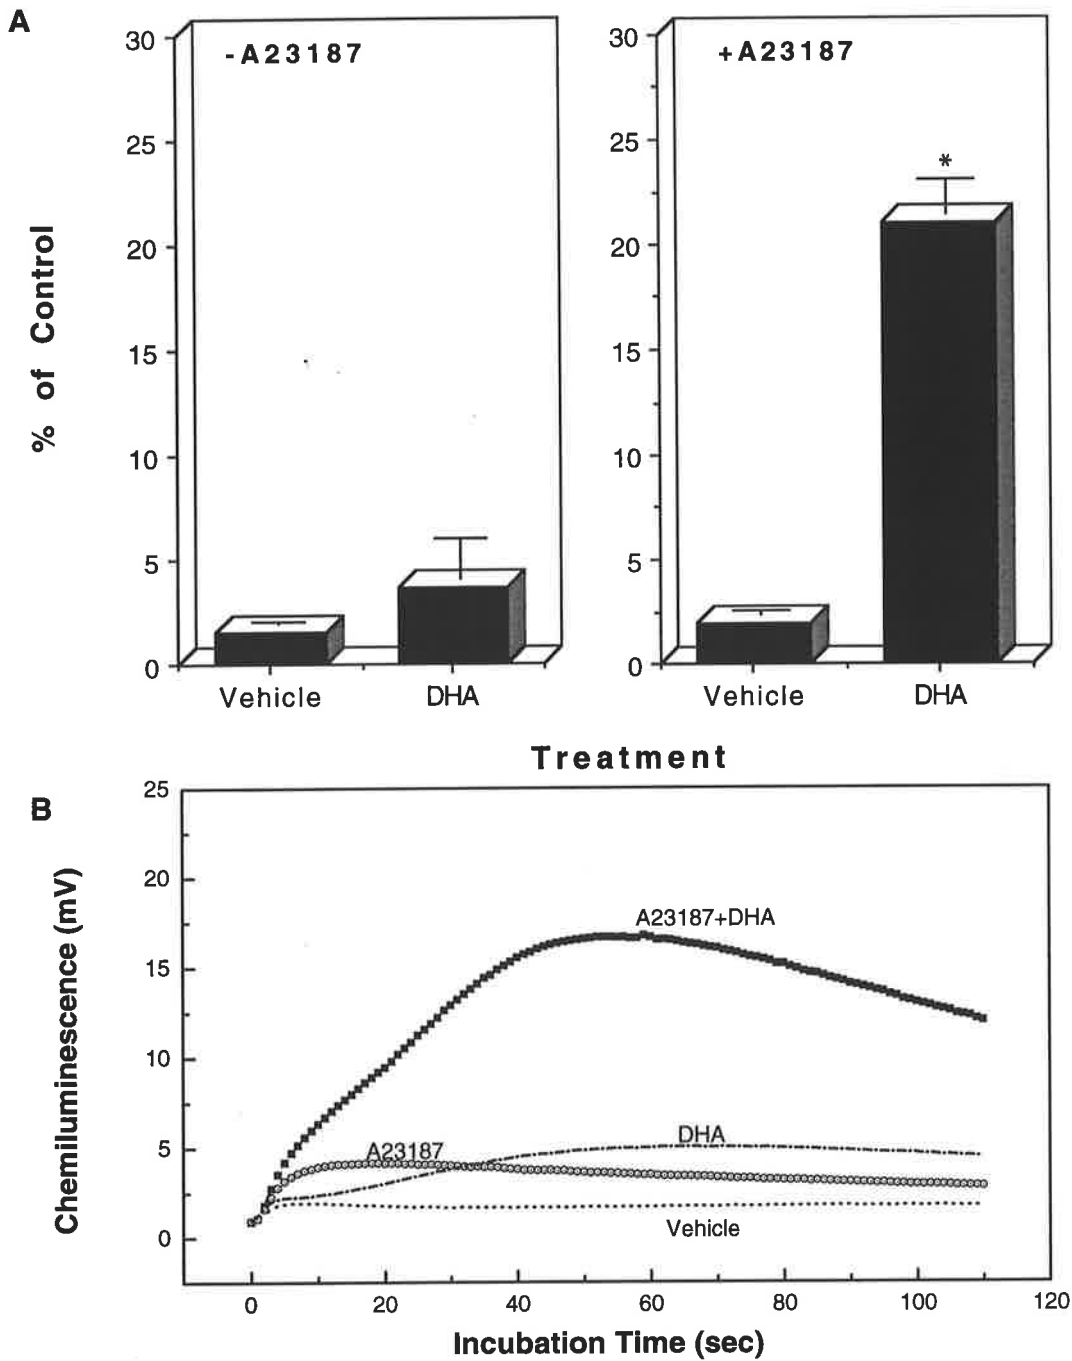 A
-A23187
+A23187
30
25
20
15
10
5
0
30
25
20
15
10
5
0
*
% of Control
Vehicle
DHA
Vehicle
DHA
Treatment
B
25
20
15
10
5
0
Chemiluminescence (mV)
A23187+DHA
A23187
DHA
Vehicle
0
20
40
60
80
100
120
Incubation Time (sec)